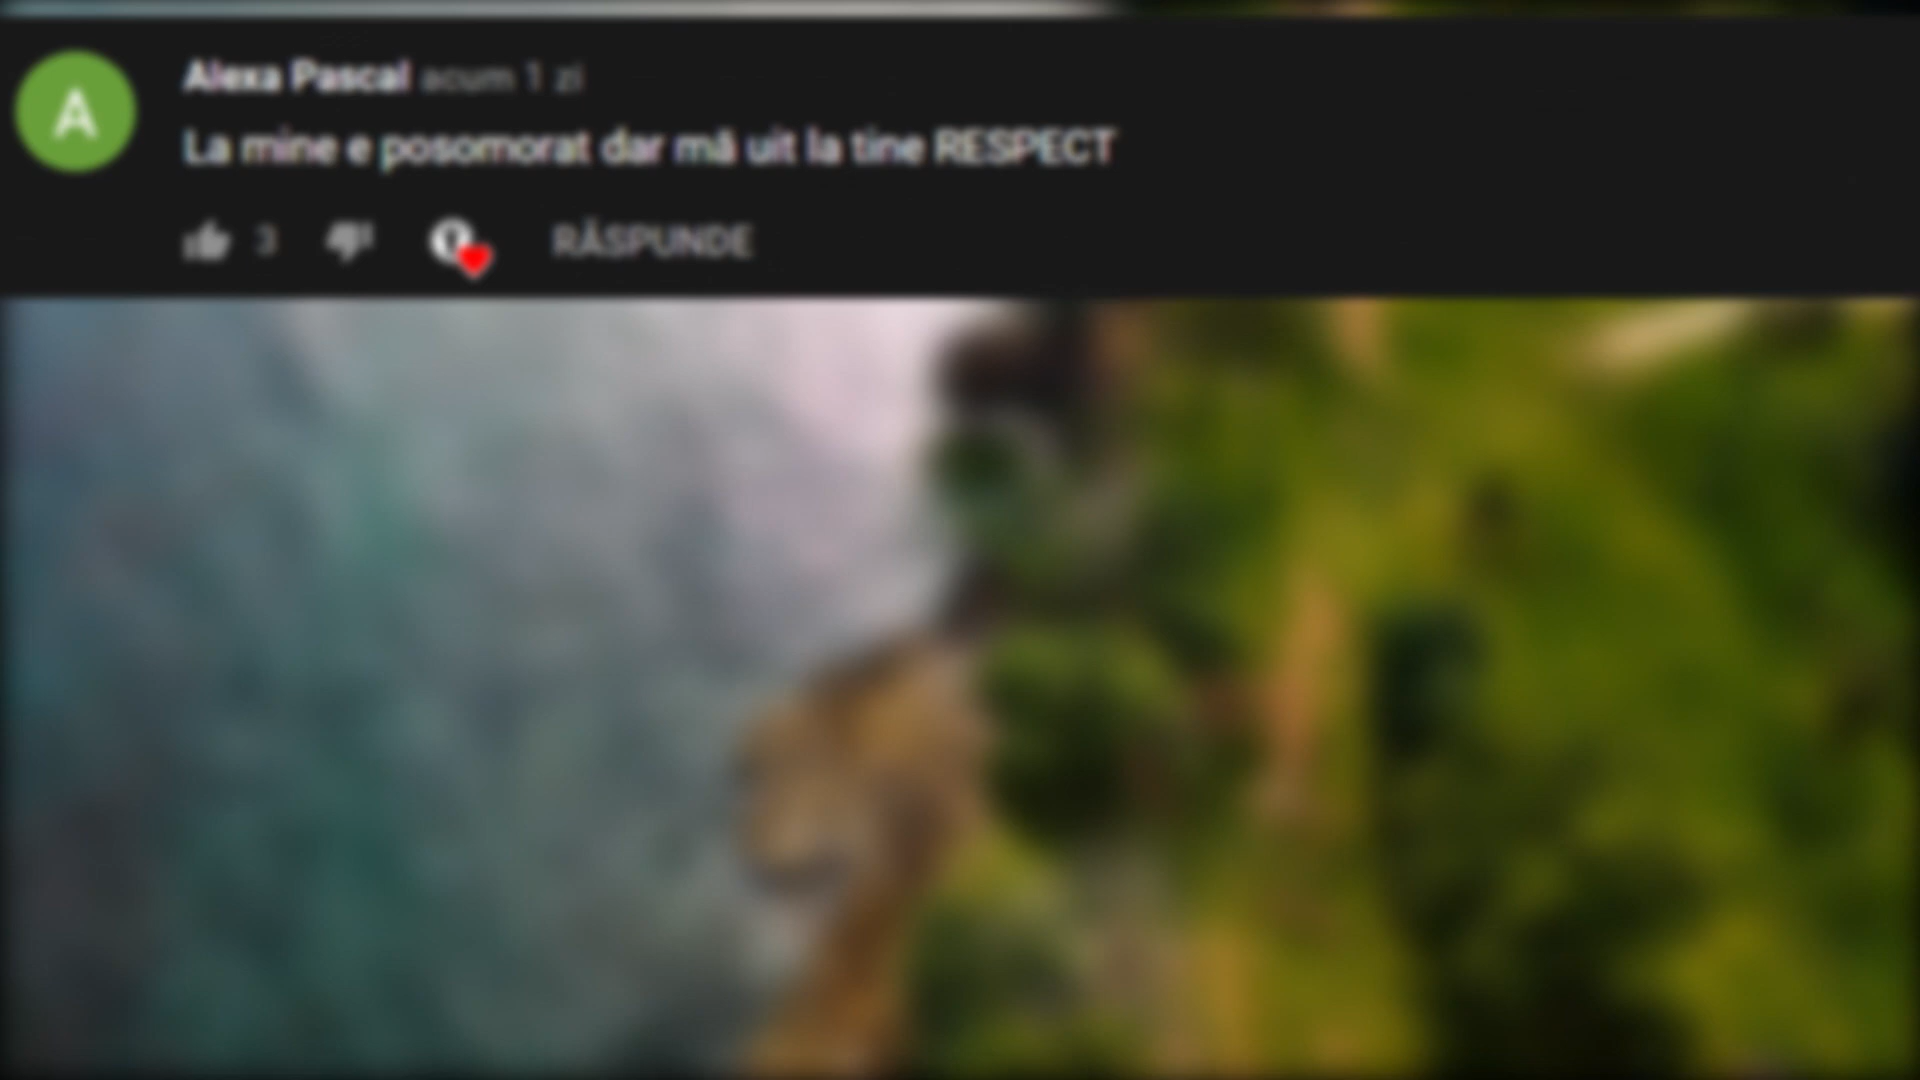 A
Alexa Pascal acum 1 zi
La mine e posomorat dar mă uit la tine RESPECT
3 RĂSPUNDE